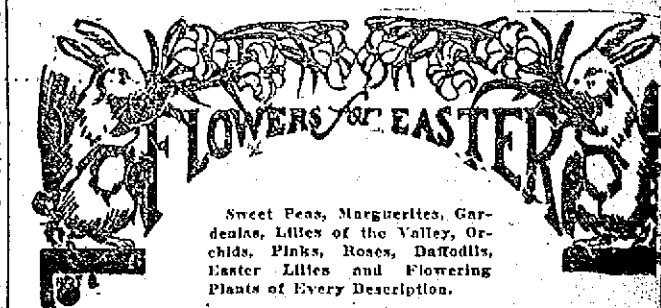 FLOWERS for EASTER
Sweet Peas, Marguerites, Gar-
denias, Lilies of the Valley, Or-
chids, Pinks, Roses, Daffodils,
Easter Lilies and Flowering
Plants of Every Description.